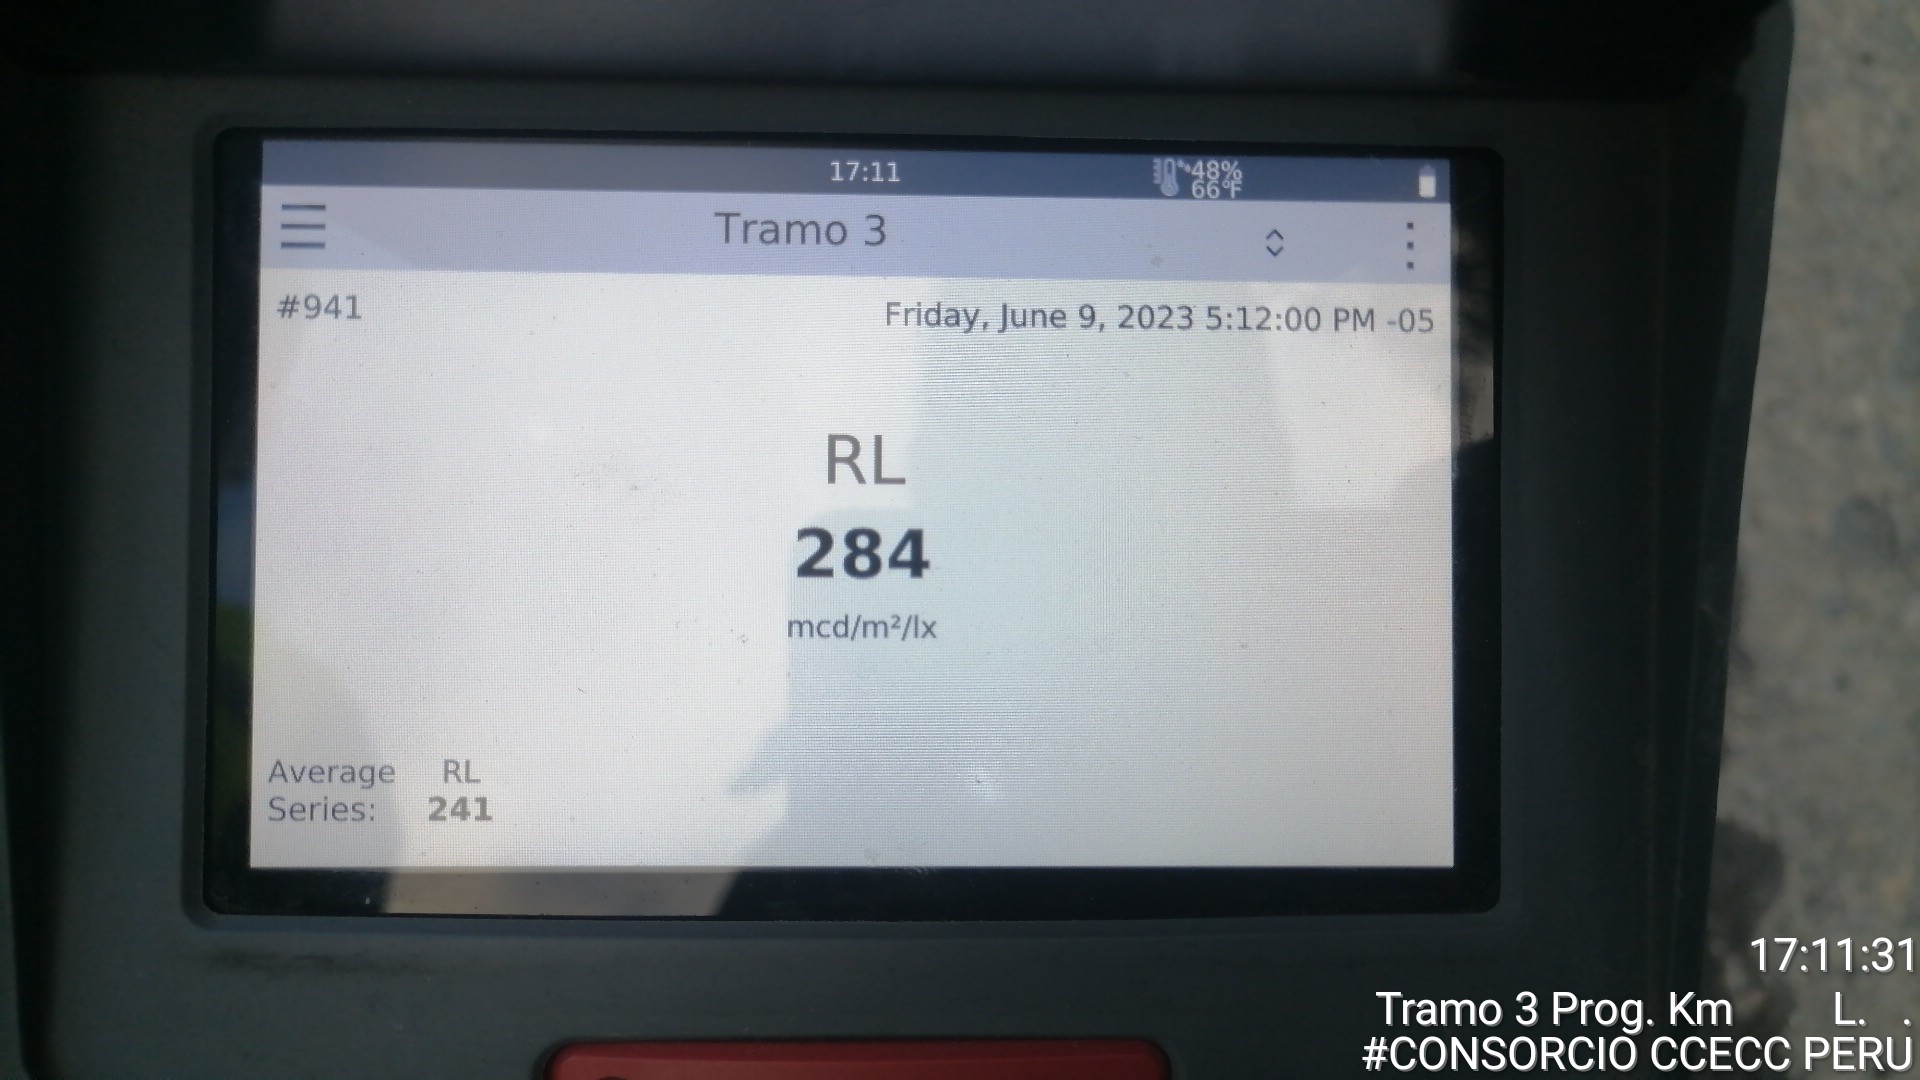 17:11
48%
66°F
Tramo 3
#941
Friday, June 9, 2023 5:12:00 PM -05
RL
284
mcd/m²/lx
Average RL
Series: 241
17:11:31
Tramo 3 Prog. Km L. .
#CONSORCIO CCECC PERU